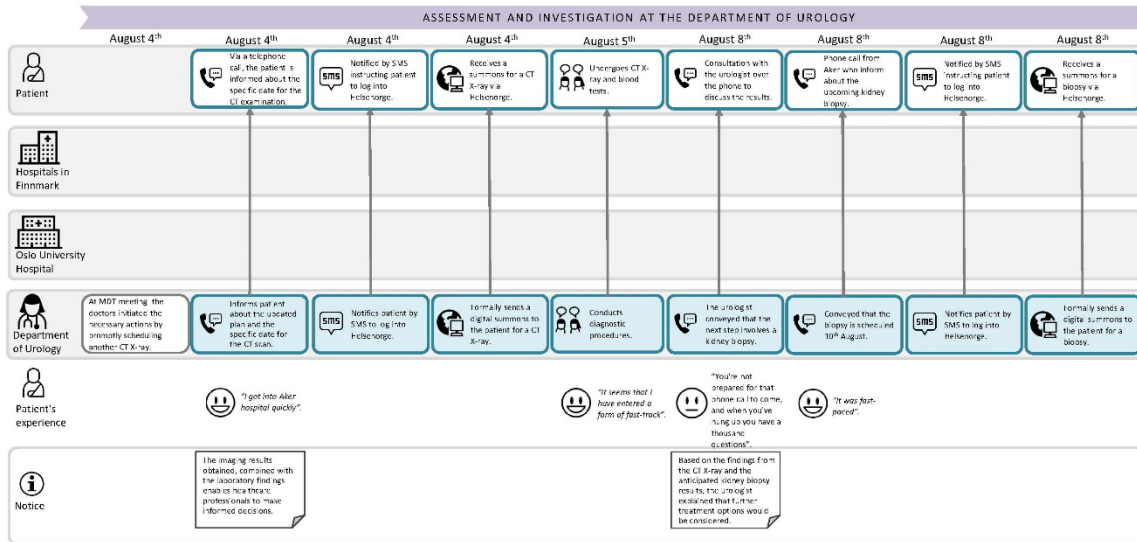 ASSESSMENT AND INVESTIGATION AT THE DEPARTMENT OF UROLOGY
August 4th
August 4th
August 4th
August 4th
August 5th
August 8th
August 8th
August 8th
August 8th
Patient
Via a telephone
call, the patient is
informed about the
specific date for the
CT examination.
Notified by SMS
instructing patient
to log into
Helsenorge.
Receives a
summons for a CT
X-ray via
Helsenorge.
Undergoes CT X-
ray and blood
tests.
Consultation with
the urologist over
the phone to
discuss the results.
Phone call from
Aker who inform
about the
upcoming kidney
biopsy.
Notified by SMS
instructing patient
to log into
Helsenorge.
Receives a
summons for a
biopsy via
Helsenorge.
Hospitals in
Finnmark
Oslo University
Hospital
Department
of Urology
At MDT meeting the
doctors initiated the
necessary actions by
promptly scheduling
another CT X-ray.
Informs patient
about the updated
plan and the
specific date for
the CT scan.
SMS
Notifies patient by
SMS to log into
Helsenorge.
Formally sends a
digital summons to
the patient for a CT
X-ray.
Conducts
diagnostic
procedures.
The urologist
conveyed that the
next step involves a
kidney biopsy.
Conveyed that the
biopsy is scheduled
10th August.
SMS
Notifies patient by
SMS to log into
Helsenorge.
Formally sends a
digital summons to
the patient for a
biopsy.
Patient's
experience
"I got into Aker
hospital quickly".
"It seems that I
have entered a
form of fast-track".
"You're not
prepared for that
phone call to come,
and when you've
hung up you have a
thousand
questions".
"It was fast-
paced".
Notice
The imaging results
obtained, combined with
the laboratory findings
enables healthcare
professionals to make
informed decisions.
Based on the findings from
the CT X-ray and the
anticipated kidney biopsy
results, the urologist
explained that further
treatment options would
be considered.